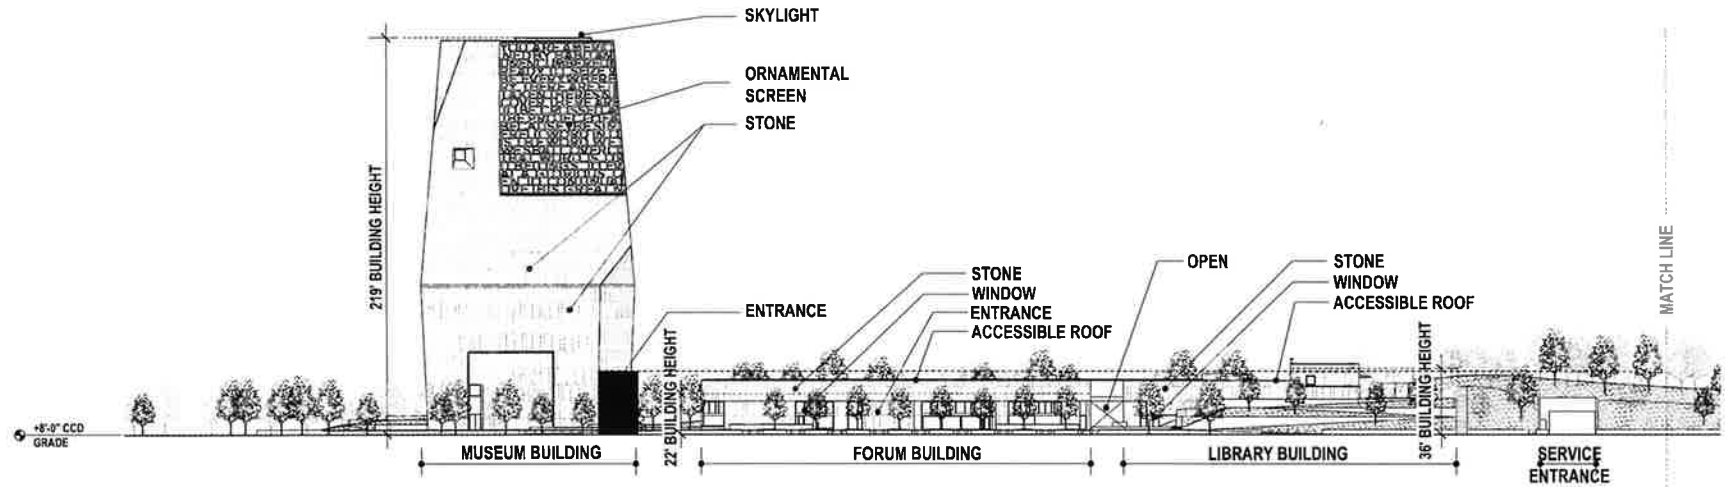 SKYLIGHT
ORNAMENTAL
SCREEN
STONE
219' BUILDING HEIGHT
ENTRANCE
STONE
WINDOW
ENTRANCE
ACCESSIBLE ROOF
OPEN
STONE
WINDOW
ACCESSIBLE ROOF
MATCH LINE
22' BUILDING HEIGHT
36' BUILDING HEIGHT
+8'-0" CCD
GRADE
MUSEUM BUILDING
FORUM BUILDING
LIBRARY BUILDING
SERVICE
ENTRANCE